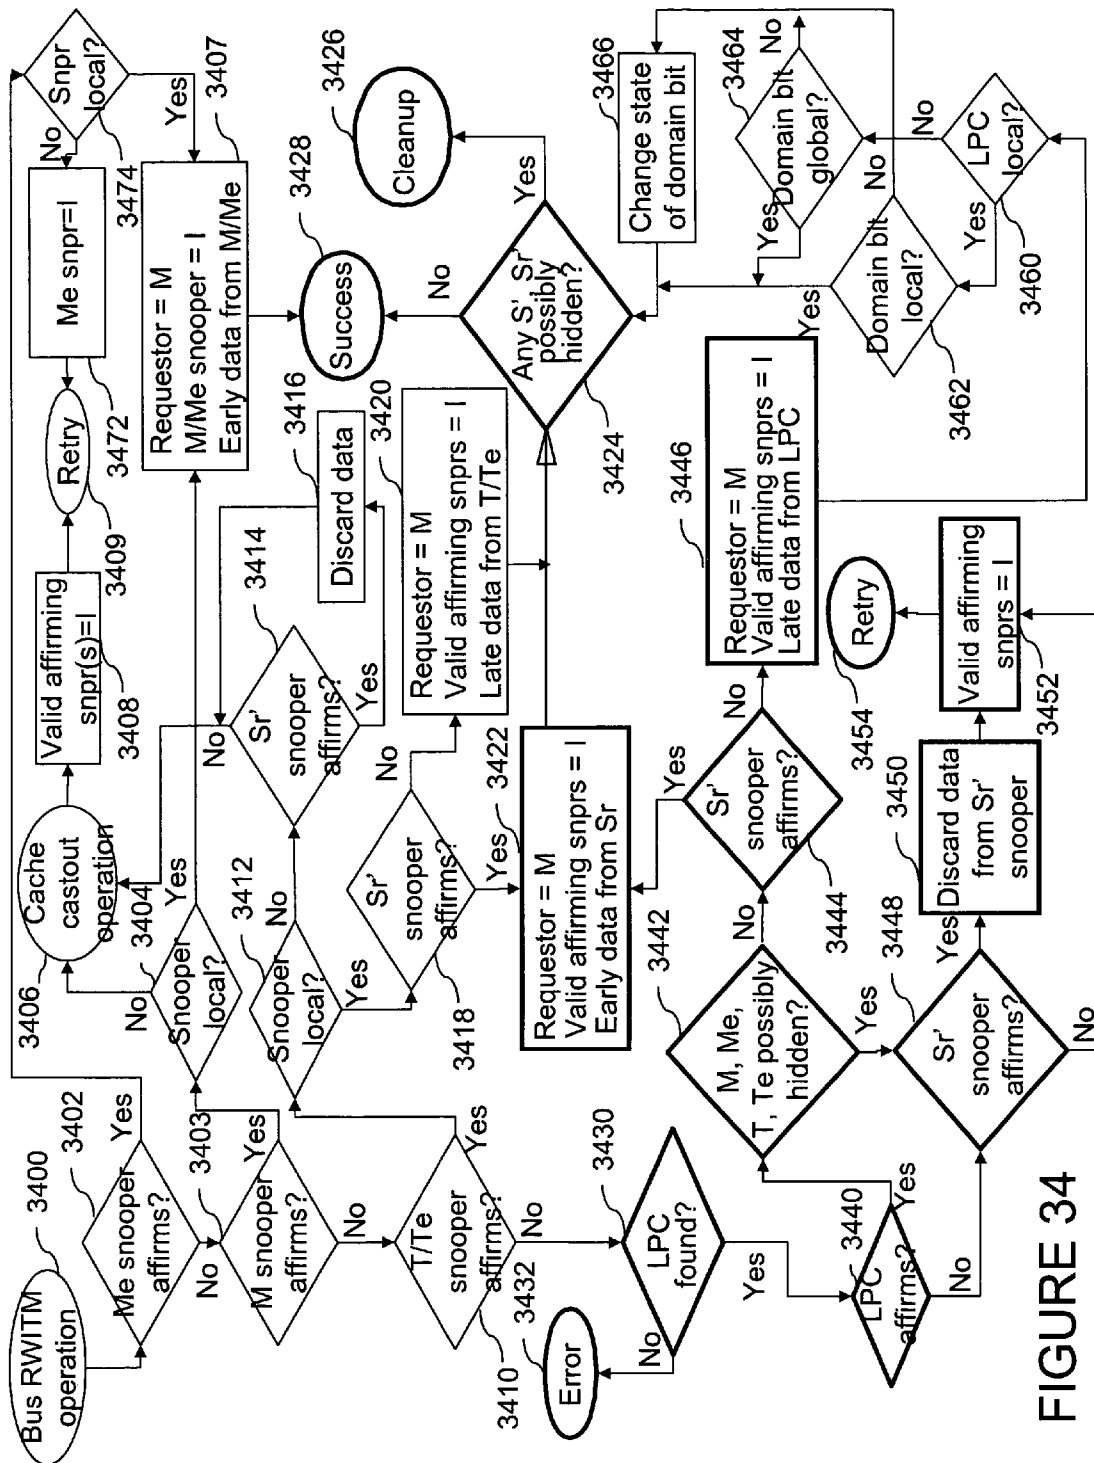 Bus RWITM
operation
3400
Me snooper
affirms?
3402
Yes
No
M snooper
affirms?
3403
Yes
No
T/Te
snooper
affirms?
3410
Yes
No
LPC
found?
3430
No
Error
3432
Yes
LPC
affirms?
3440
Yes
No
Snooper
local?
3404
No
Yes
Cache
castout
operation
3406
Valid affirming
snpr(s)=I
3408
Retry
3409
Me snpr=I
3472
No
Snpr
local?
3474
Yes
Requestor = M
M/Me snooper = I
Early data from M/Me
3407
Success
3428
Snooper
local?
3412
No
Yes
Sr'
snooper
affirms?
3414
No
Yes
Discard data
3416
Sr'
snooper
affirms?
3418
No
Yes
Requestor = M
Valid affirming snprs = I
Late data from T/Te
3420
Requestor = M
Valid affirming snprs = I
Early data from Sr
3422
Any S', Sr'
possibly
hidden?
3424
No
Yes
Cleanup
3426
M, Me,
T, Te possibly
hidden?
3442
No
Yes
Sr'
snooper
affirms?
3444
Yes
No
Requestor = M
Valid affirming snprs = I
Late data from LPC
3446
Sr'
snooper
affirms?
3448
Yes
No
Discard data
from Sr'
snooper
3450
Valid affirming
snprs = I
3452
Retry
3454
LPC
local?
3460
Yes
No
Domain bit
local?
3462
Yes
No
Domain bit
global?
3464
Yes
No
Change state
of domain bit
3466
FIGURE 34